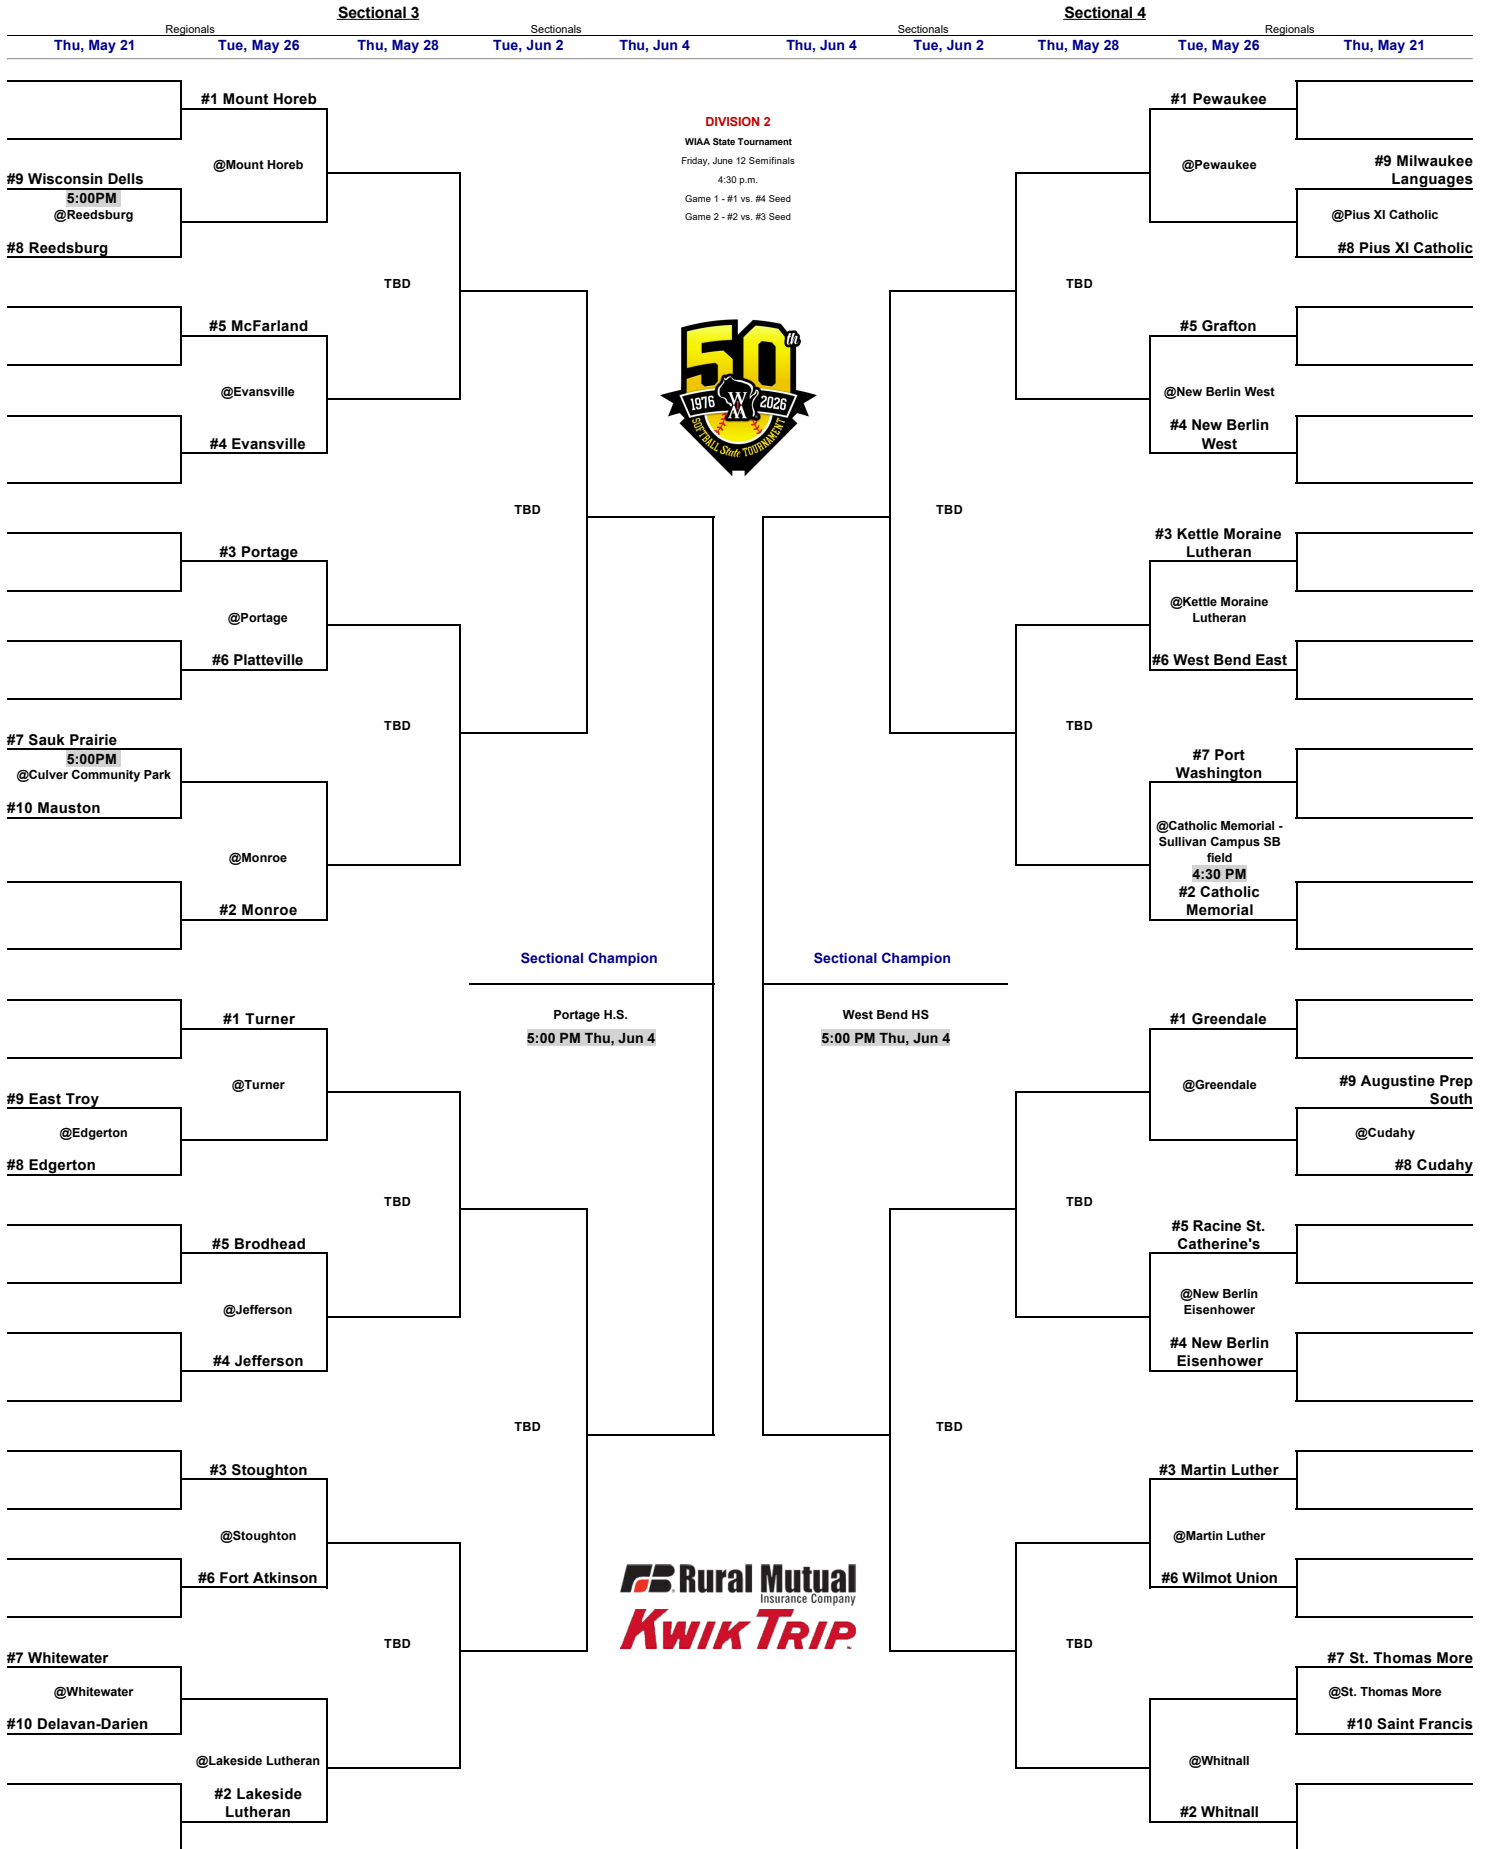 Sectional 3
Sectional 4
Regionals
Sectionals
Sectionals
Regionals
Thu, May 21
Tue, May 26
Thu, May 28
Tue, Jun 2
Thu, Jun 4
Thu, Jun 4
Tue, Jun 2
Thu, May 28
Tue, May 26
Thu, May 21
#1 Mount Horeb
@Mount Horeb
#9 Wisconsin Dells
5:00PM
@Reedsburg
#8 Reedsburg
TBD
#5 McFarland
@Evansville
#4 Evansville
TBD
#3 Portage
@Portage
#6 Platteville
TBD
#7 Sauk Prairie
5:00PM
@Culver Community Park
#10 Mauston
@Monroe
#2 Monroe
Sectional Champion
Portage H.S.
5:00 PM Thu, Jun 4
#1 Turner
@Turner
#9 East Troy
@Edgerton
#8 Edgerton
TBD
#5 Brodhead
@Jefferson
#4 Jefferson
TBD
#3 Stoughton
@Stoughton
#6 Fort Atkinson
TBD
#7 Whitewater
@Whitewater
#10 Delavan-Darien
@Lakeside Lutheran
#2 Lakeside
Lutheran
DIVISION 2
WIAA State Tournament
Friday, June 12 Semifinals
4:30 p.m.
Game 1 - #1 vs. #4 Seed
Game 2 - #2 vs. #3 Seed
50th
1976
WIAA
2026
SOFTBALL State TOURNAMENT
Rural Mutual
Insurance Company
KWIK TRIP
#1 Pewaukee
@Pewaukee
#9 Milwaukee
Languages
@Pius XI Catholic
#8 Pius XI Catholic
TBD
#5 Grafton
@New Berlin West
#4 New Berlin
West
TBD
#3 Kettle Moraine
Lutheran
@Kettle Moraine
Lutheran
#6 West Bend East
TBD
#7 Port
Washington
@Catholic Memorial -
Sullivan Campus SB
field
4:30 PM
#2 Catholic
Memorial
Sectional Champion
West Bend HS
5:00 PM Thu, Jun 4
#1 Greendale
@Greendale
#9 Augustine Prep
South
@Cudahy
#8 Cudahy
TBD
#5 Racine St.
Catherine's
@New Berlin
Eisenhower
#4 New Berlin
Eisenhower
TBD
#3 Martin Luther
@Martin Luther
#6 Wilmot Union
TBD
#7 St. Thomas More
@St. Thomas More
#10 Saint Francis
@Whitnall
#2 Whitnall